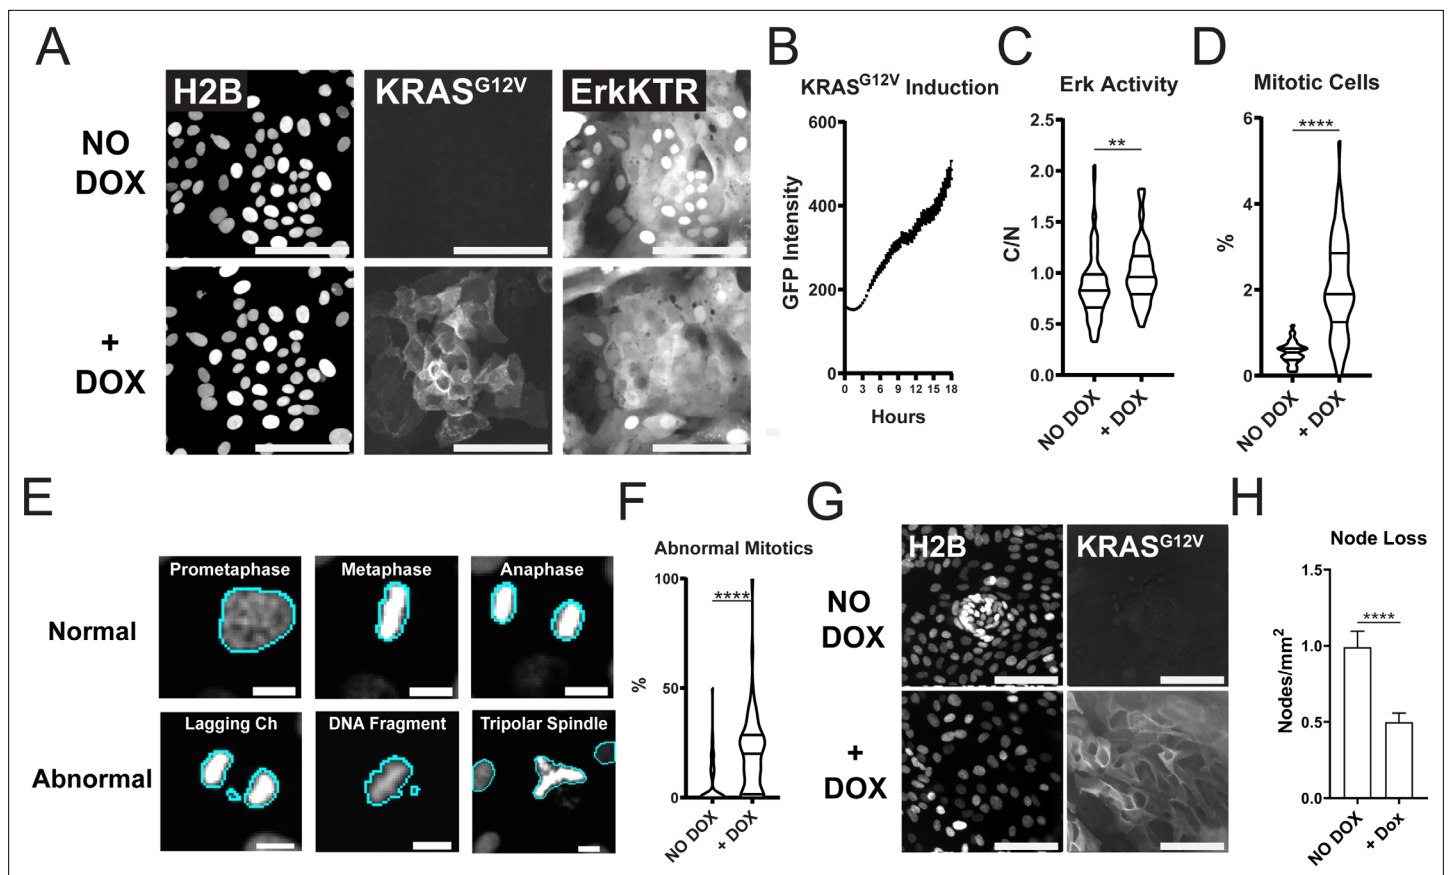 A
H2B
KRASG12V
ErkKTR
NO
DOX
+
DOX
B
KRASG12V Induction
600
400
200
0
GFP Intensity
0 3 6 9 12 15 18
Hours
C
Erk Activity
2.5
2.0
1.5
1.0
0.5
0.0
C/N
**
NO DOX
+ DOX
D
Mitotic Cells
6
4
2
0
%
****
NO DOX
+ DOX
E
Normal
Prometaphase
Metaphase
Anaphase
Abnormal
Lagging Ch
DNA Fragment
Tripolar Spindle
F
Abnormal Mitotics
100
50
0
%
****
NO DOX
+ DOX
G
H2B
KRASG12V
NO
DOX
+
DOX
H
Node Loss
1.5
1.0
0.5
0.0
Nodes/mm2
****
NO DOX
+ Dox